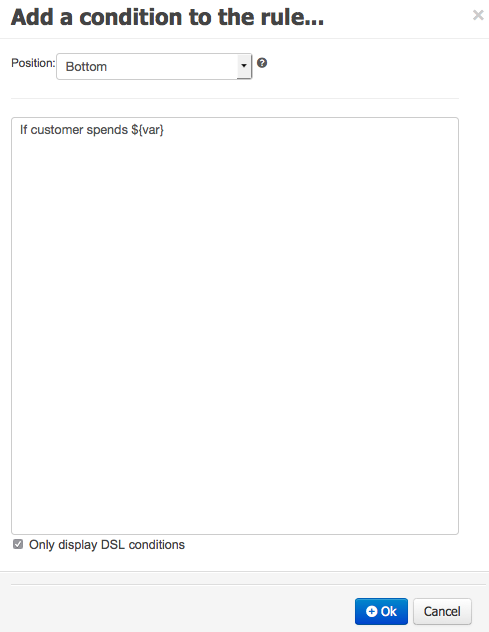 Add a condition to the rule...
Position: Bottom
If customer spends ${var}
Only display DSL conditions
Ok Cancel